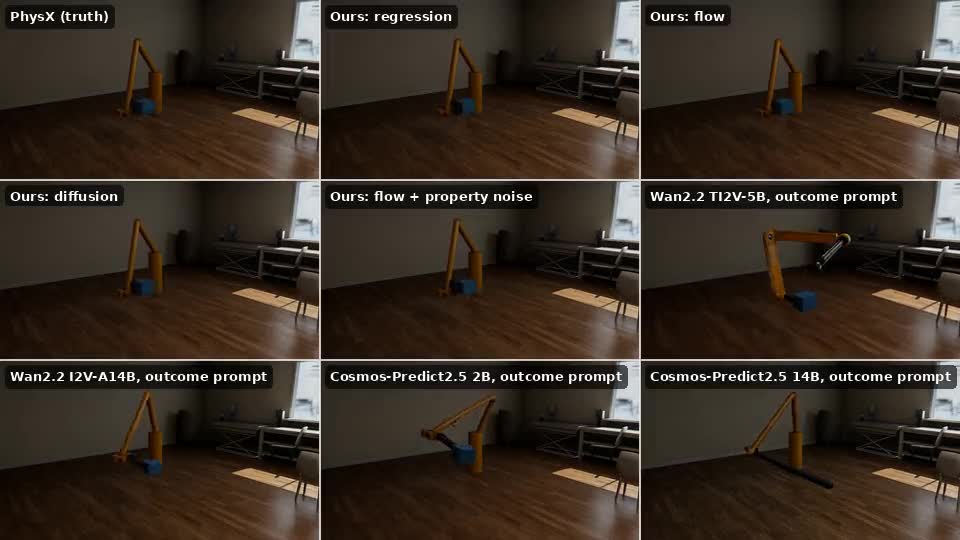 PhysX (truth)
Ours: regression
Ours: flow
Ours: diffusion
Ours: flow + property noise
Wan2.2 TI2V-5B, outcome prompt
Wan2.2 I2V-A14B, outcome prompt
Cosmos-Predict2.5 2B, outcome prompt
Cosmos-Predict2.5 14B, outcome prompt